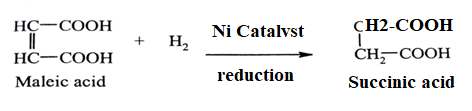 HC—COOH
||
HC—COOH
Maleic acid
+ H₂
Ni Catalyst
reduction
CH2-COOH
|
CH₂—COOH
Succinic acid